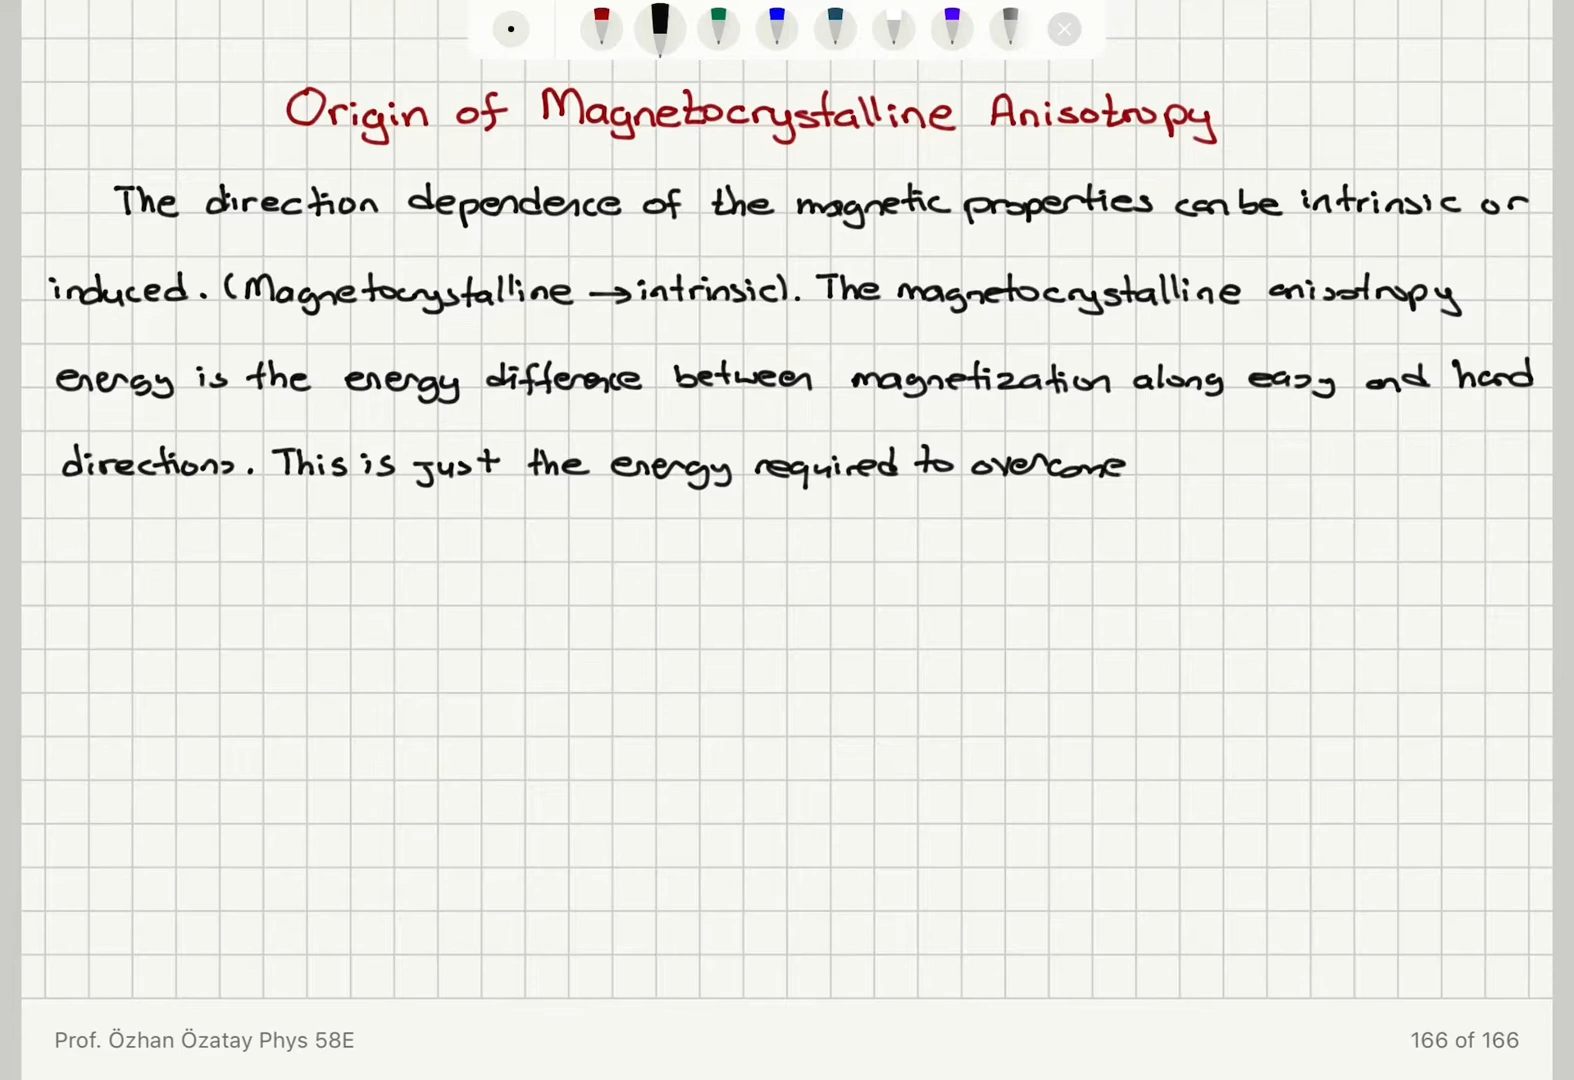 Origin of Magnetocrystalline Anisotropy
The direction dependence of the magnetic properties can be intrinsic or
induced. (Magnetocrystalline → intrinsic). The magnetocrystalline anisotropy
energy is the energy difference between magnetization along easy and hard
directions. This is just the energy required to overcome
Prof. Özhan Özatay Phys 58E
166 of 166